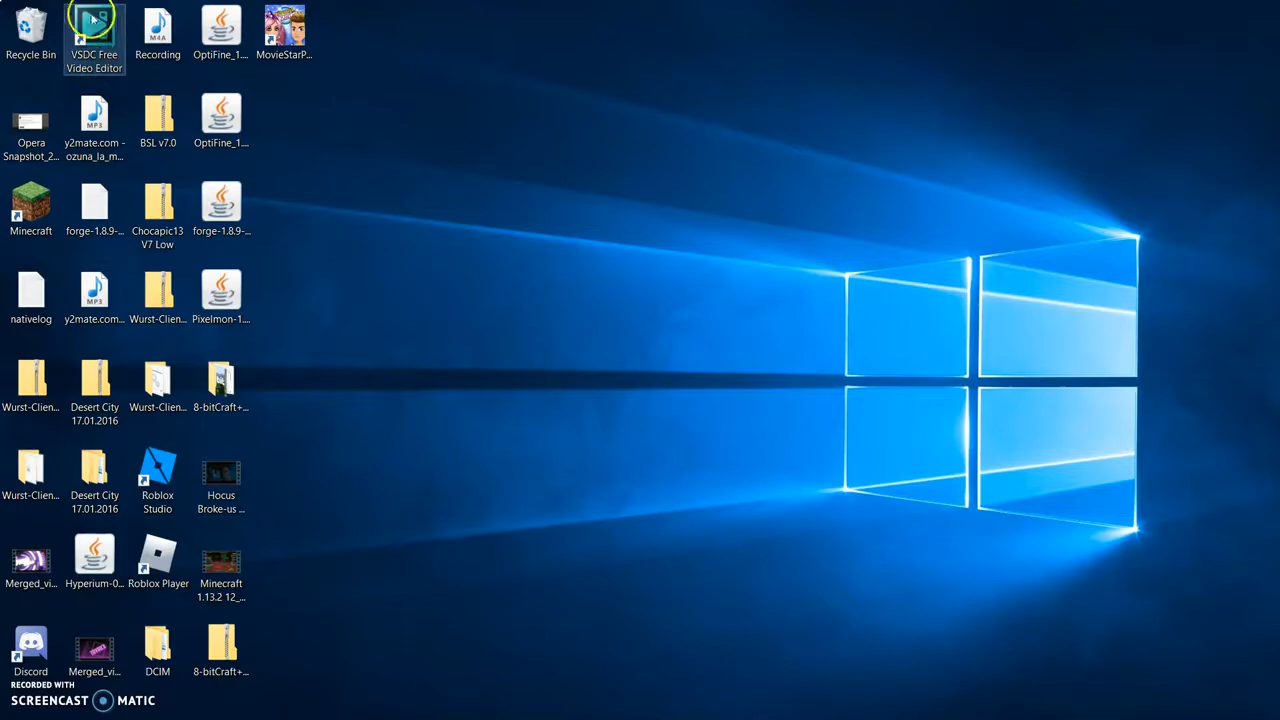 Recycle Bin
VSDC Free
Video Editor
Recording
OptiFine_1....
MovieStarP...
Opera
Snapshot_2...
MP3
y2mate.com -
ozuna_la_m...
BSL v7.0
OptiFine_1....
Minecraft
forge-1.8.9-...
Chocapic13
V7 Low
forge-1.8.9-...
nativelog
MP3
y2mate.com...
Wurst-Clien...
Pixelmon-1....
Wurst-Clien...
Desert City
17.01.2016
Wurst-Clien...
8-bitCraft+...
Wurst-Clien...
Desert City
17.01.2016
Roblox
Studio
Hocus
Broke-us ...
Merged_vi...
Hyperium-0...
Roblox Player
Minecraft
1.13.2 12_...
Discord
Merged_vi...
DCIM
8-bitCraft+...
M4A
RECORDED WITH
SCREENCAST MATIC